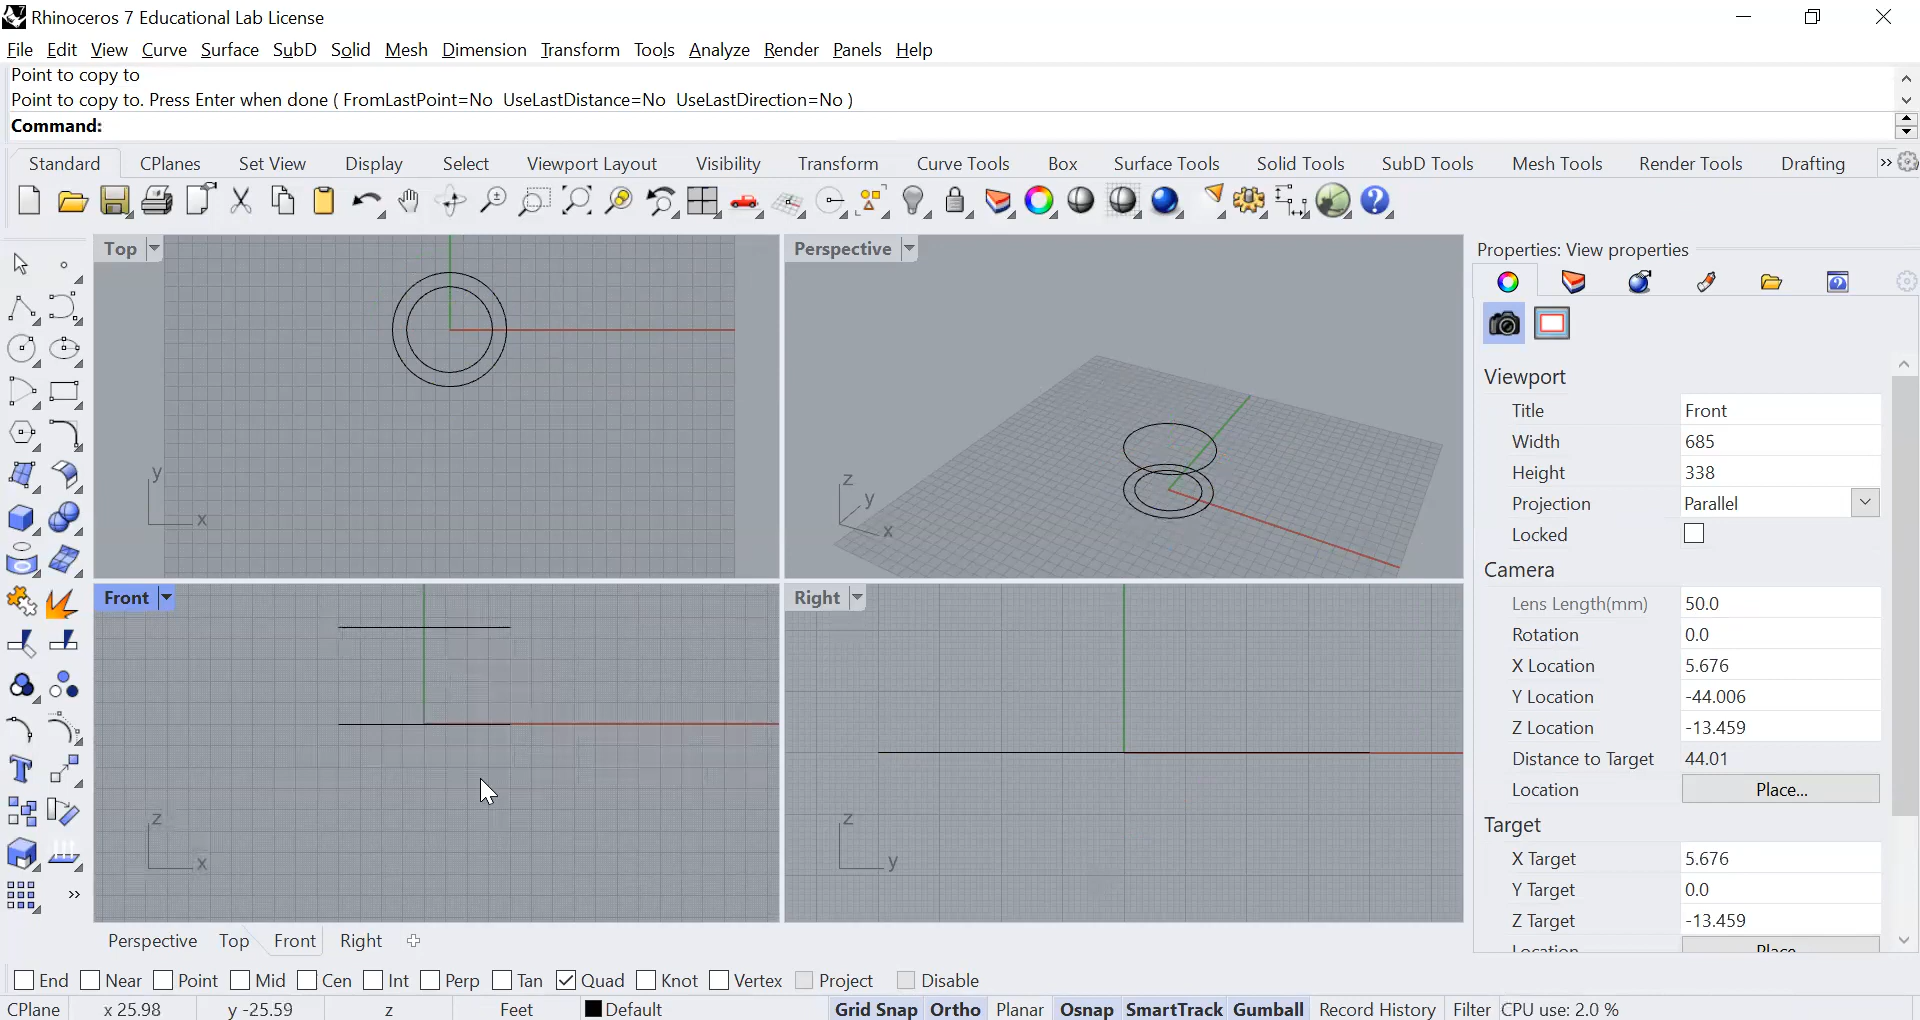 Rhinoceros 7 Educational Lab License
File Edit View Curve Surface SubD Solid Mesh Dimension Transform Tools Analyze Render Panels Help
Point to copy to
Point to copy to. Press Enter when done ( FromLastPoint=No UseLastDistance=No UseLastDirection=No )
Command:
Standard CPlanes Set View Display Select Viewport Layout Visibility Transform Curve Tools Box Surface Tools Solid Tools SubD Tools Mesh Tools Render Tools Drafting »
Top
Perspective
Properties: View properties
Viewport
Title Front
Width 685
Height 338
Projection Parallel
Locked
Camera
Lens Length(mm) 50.0
Rotation 0.0
X Location 5.676
Y Location -44.006
Z Location -13.459
Distance to Target 44.01
Location Place...
Target
X Target 5.676
Y Target 0.0
Z Target -13.459
Location Place...
y
x
z
y
x
Front
Right
z
x
z
y
»
Perspective Top Front Right
End Near Point Mid Cen Int Perp Tan Quad Knot Vertex Project Disable
CPlane x 25.98 y -25.59 z Feet Default Grid Snap Ortho Planar Osnap SmartTrack Gumball Record History Filter CPU use: 2.0 %